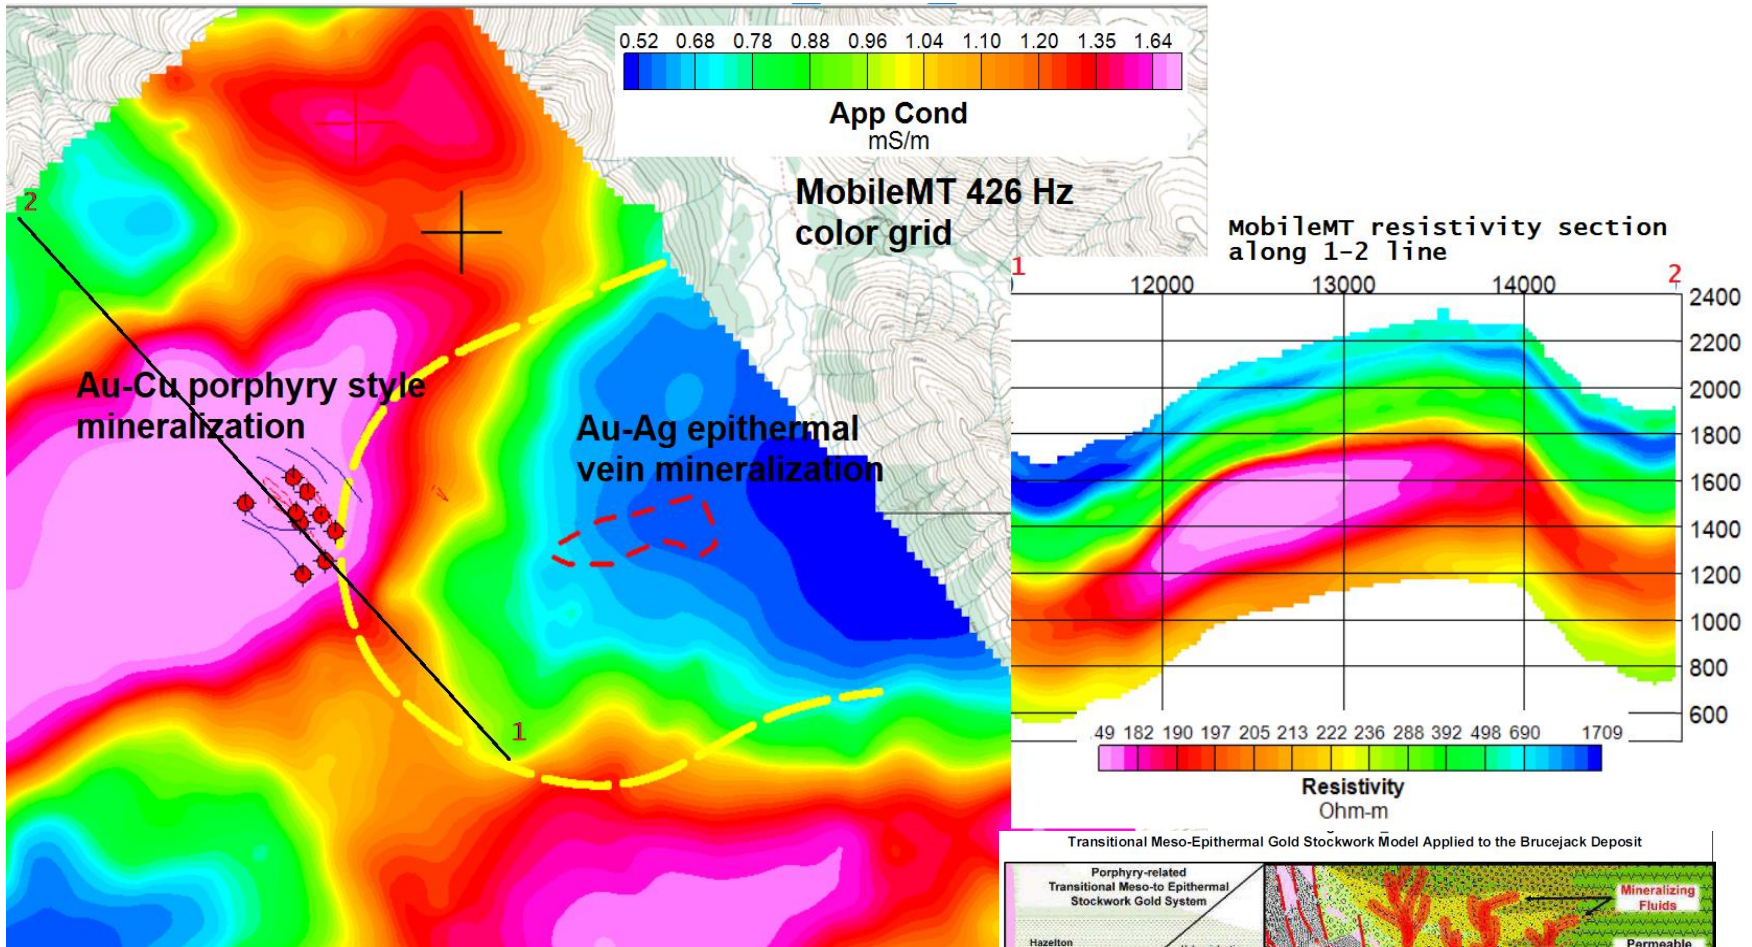 0.52 0.68 0.78 0.88 0.96 1.04 1.10 1.20 1.35 1.64
App Cond
mS/m
MobileMT 426 Hz
color grid
2
Au-Cu porphyry style
mineralization
Au-Ag epithermal
vein mineralization
1
MobileMT resistivity section
along 1-2 line
1
2
12000 13000 14000
2400
2200
2000
1800
1600
1400
1200
1000
800
600
49 182 190 197 205 213 222 236 288 392 498 690 1709
Resistivity
Ohm-m
Transitional Meso-Epithermal Gold Stockwork Model Applied to the Brucejack Deposit
Porphyry-related
Transitional Meso-to Epithermal
Stockwork Gold System
Mineralizing
Fluids
Hazelton
Permeable